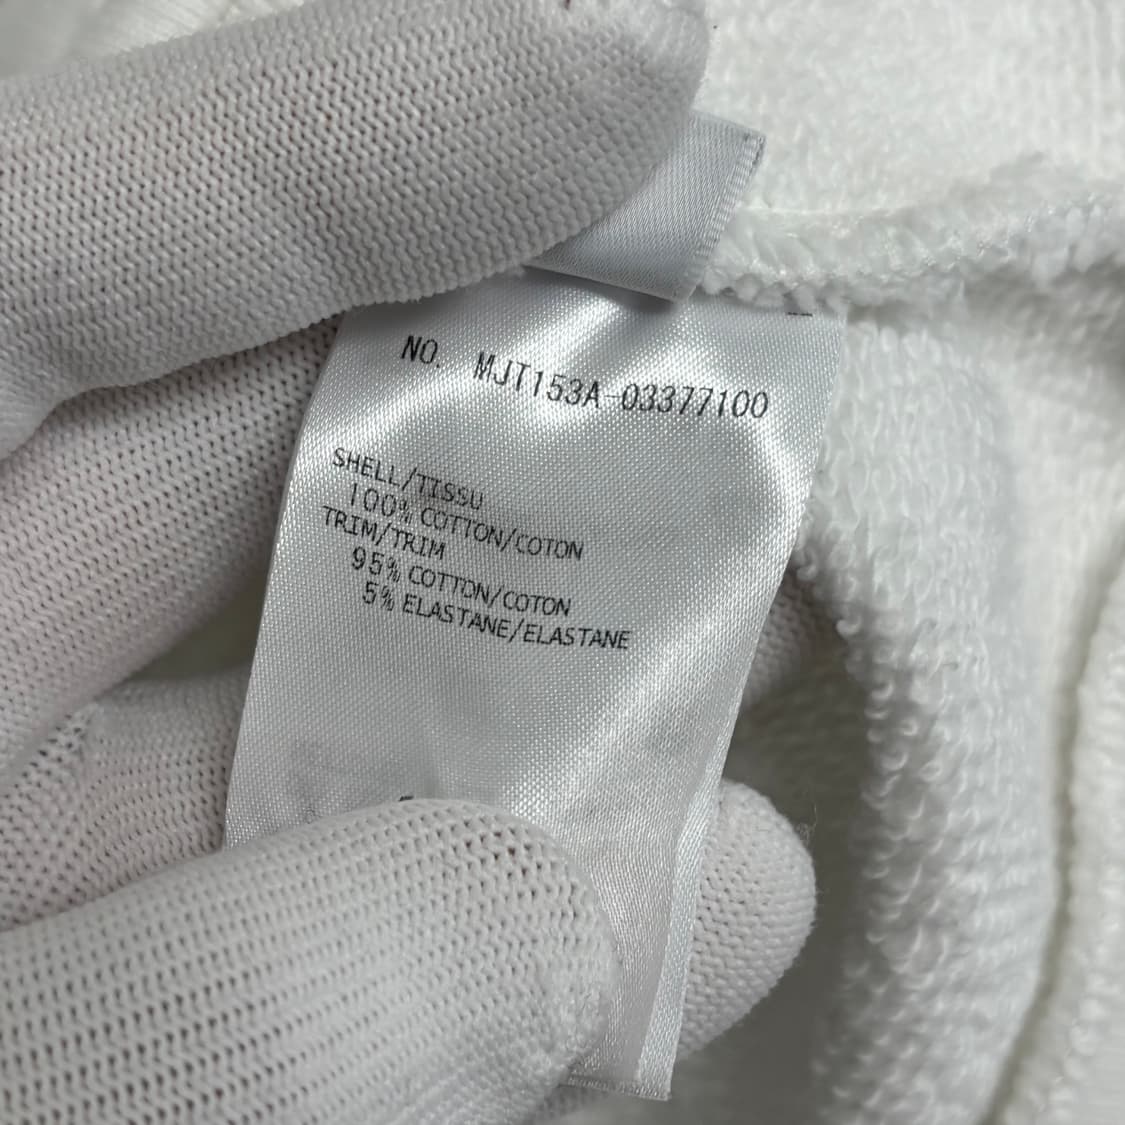 NO. MJT153A-03377100
SHELL/TISSU
100% COTTON/COTON
TRIM/TRIM
95% COTTON/COTON
5% ELASTANE/ELASTANE